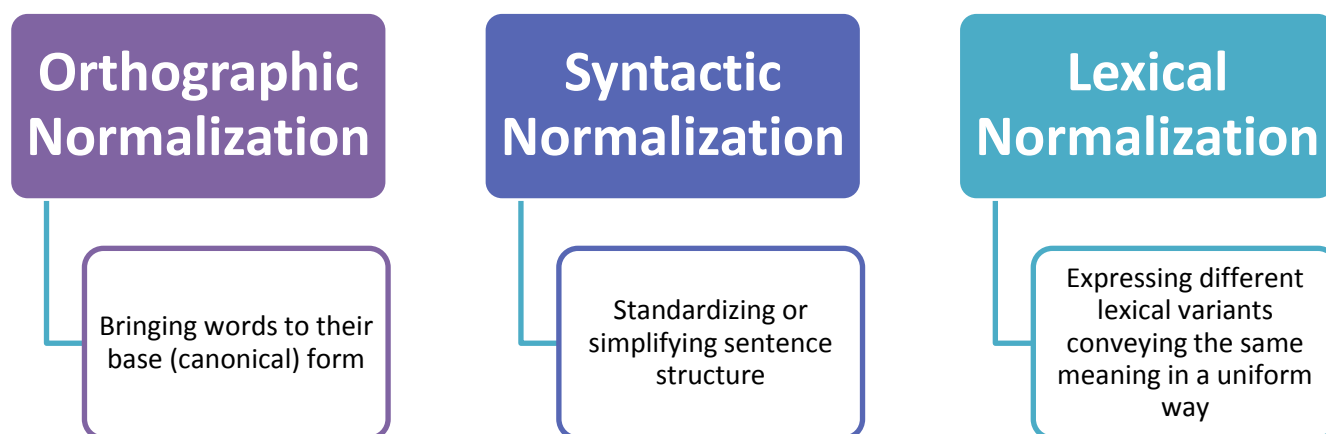 Orthographic
Normalization
Bringing words to their
base (canonical) form
Syntactic
Normalization
Standardizing or
simplifying sentence
structure
Lexical
Normalization
Expressing different
lexical variants
conveying the same
meaning in a uniform
way